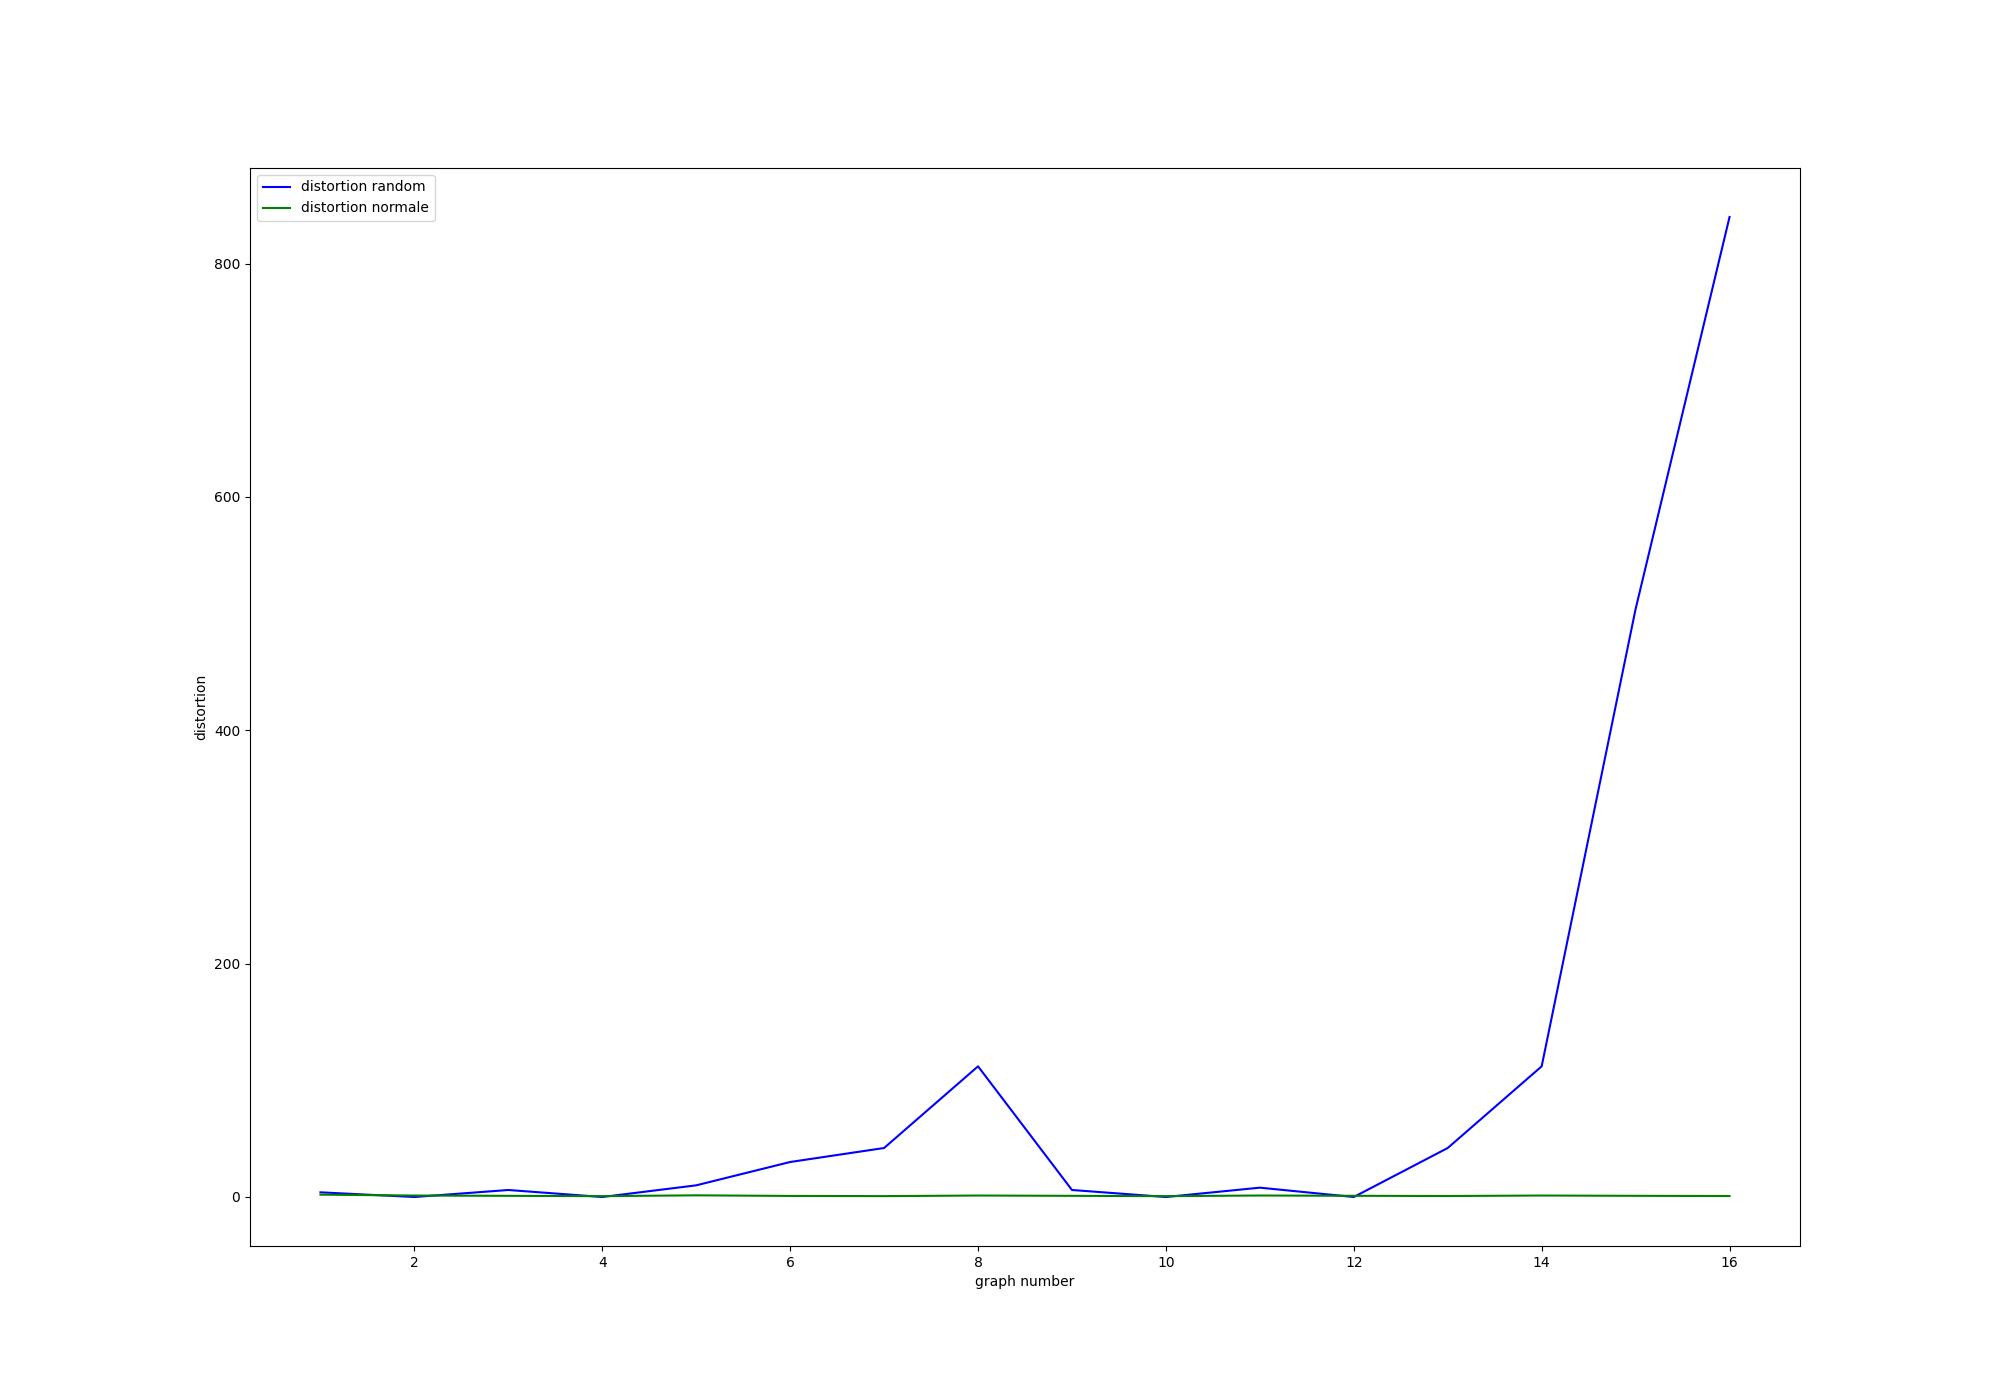 distortion random
distortion normale
800
600
400
200
0
distortion
2 4 6 8 10 12 14 16
graph number